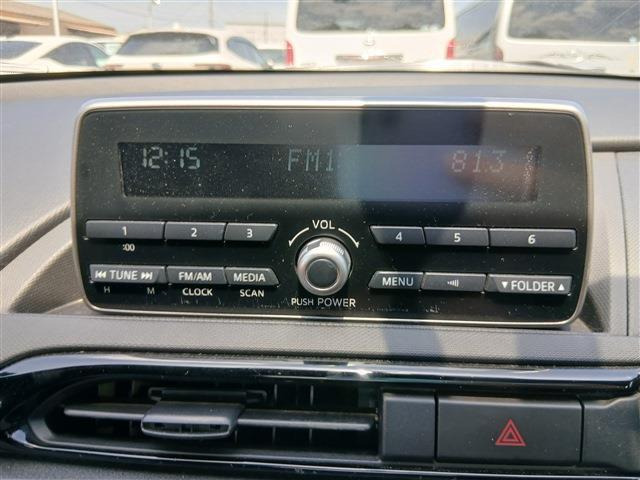 12:15 FM1 81.3
VOL
1 2 3 4 5 6
:00
⏮ TUNE ⏭ FM/AM MEDIA MENU ▼FOLDER▲
H M CLOCK SCAN PUSH POWER